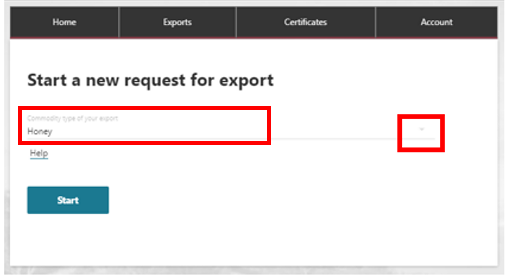 Home Exports Certificates Account
Start a new request for export
Commodity type of your export
Honey
Help
Start